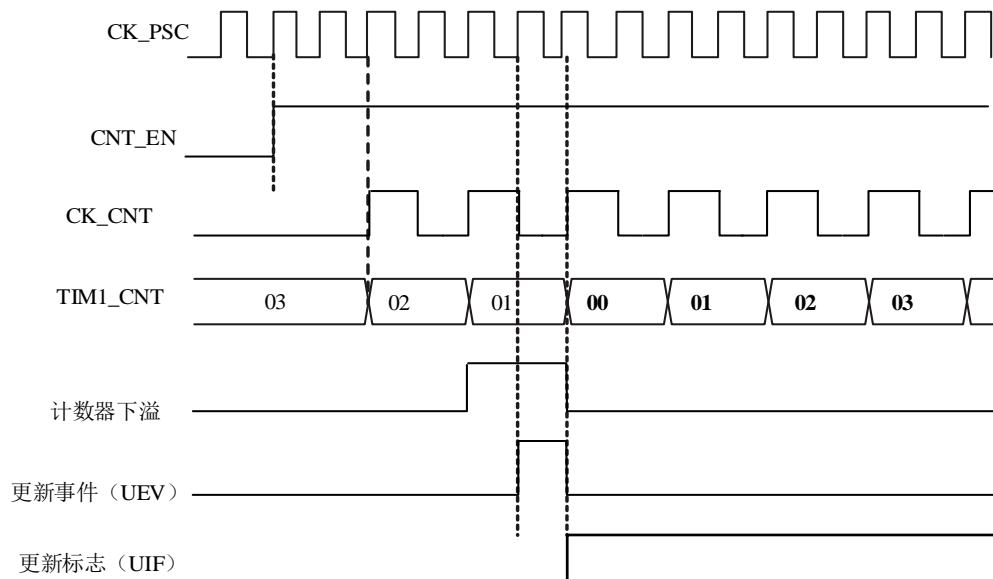 CK_PSC
CNT_EN
CK_CNT
TIM1_CNT 03 02 01 00 01 02 03
计数器下溢
更新事件（UEV）
更新标志（UIF）